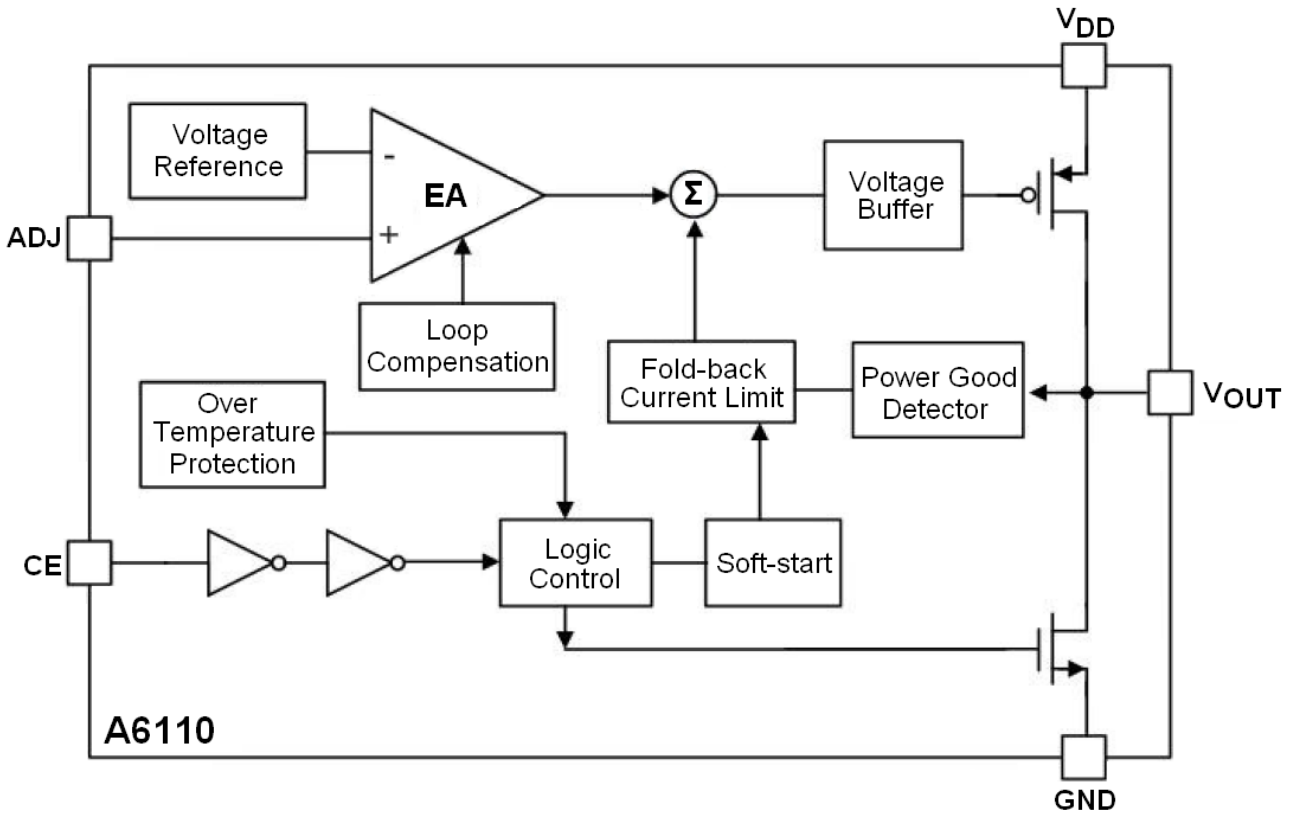 VDD
Voltage
Reference
-
EA
Σ
Voltage
Buffer
ADJ
+
Loop
Compensation
Fold-back
Current Limit
Power Good
Detector
VOUT
Over
Temperature
Protection
CE
Logic
Control
Soft-start
A6110
GND